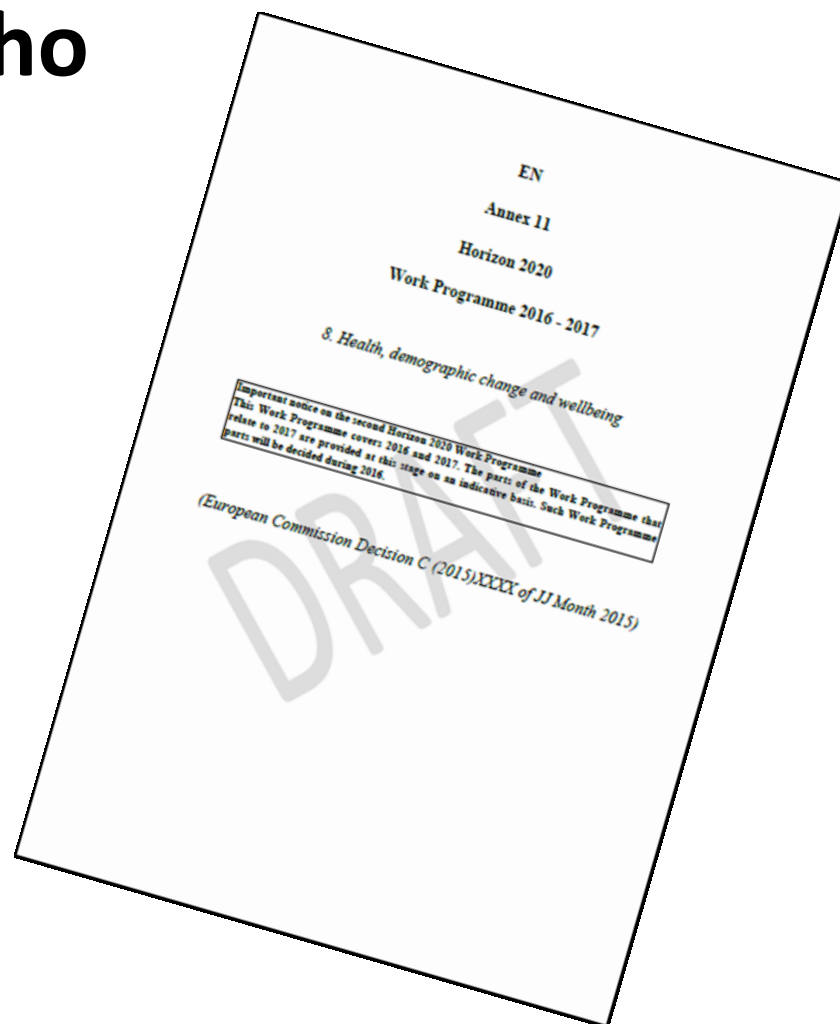 ho
EN
Annex 11
Horizon 2020
Work Programme 2016 - 2017
8. Health, demographic change and wellbeing
Important notice on the second Horizon 2020 Work Programme
This Work Programme covers 2016 and 2017. The parts of the Work Programme that
relate to 2017 are provided at this stage on an indicative basis. Such Work Programme
parts will be decided during 2016.
(European Commission Decision C (2015)XXXX of JJ Month 2015)
DRAFT